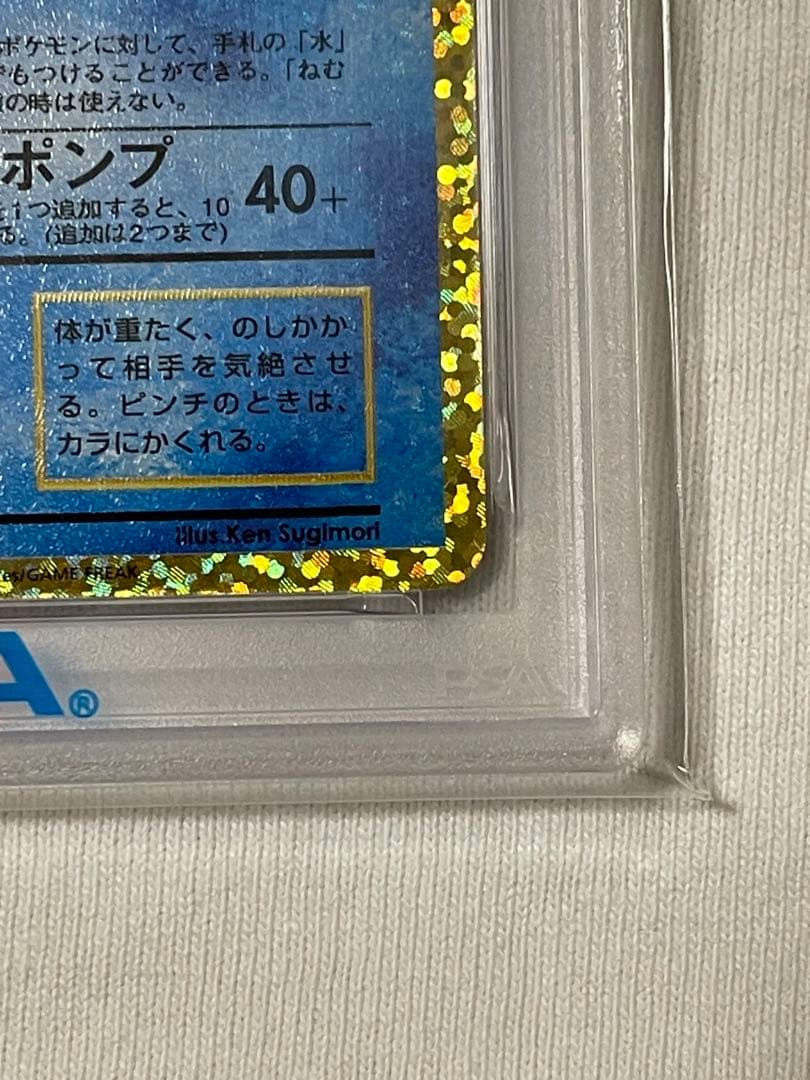 ポケモンに対して、手札の「水」
でもつけることができる。「ねむ
の時は使えない。
ポンプ
40+
1つ追加すると、10
る。(追加は2つまで)
体が重たく、のしかか
って相手を気絶させ
る。ピンチのときは、
カラにかくれる。
illus.Ken Sugimori
es/GAME FREAK.
A®
PSA